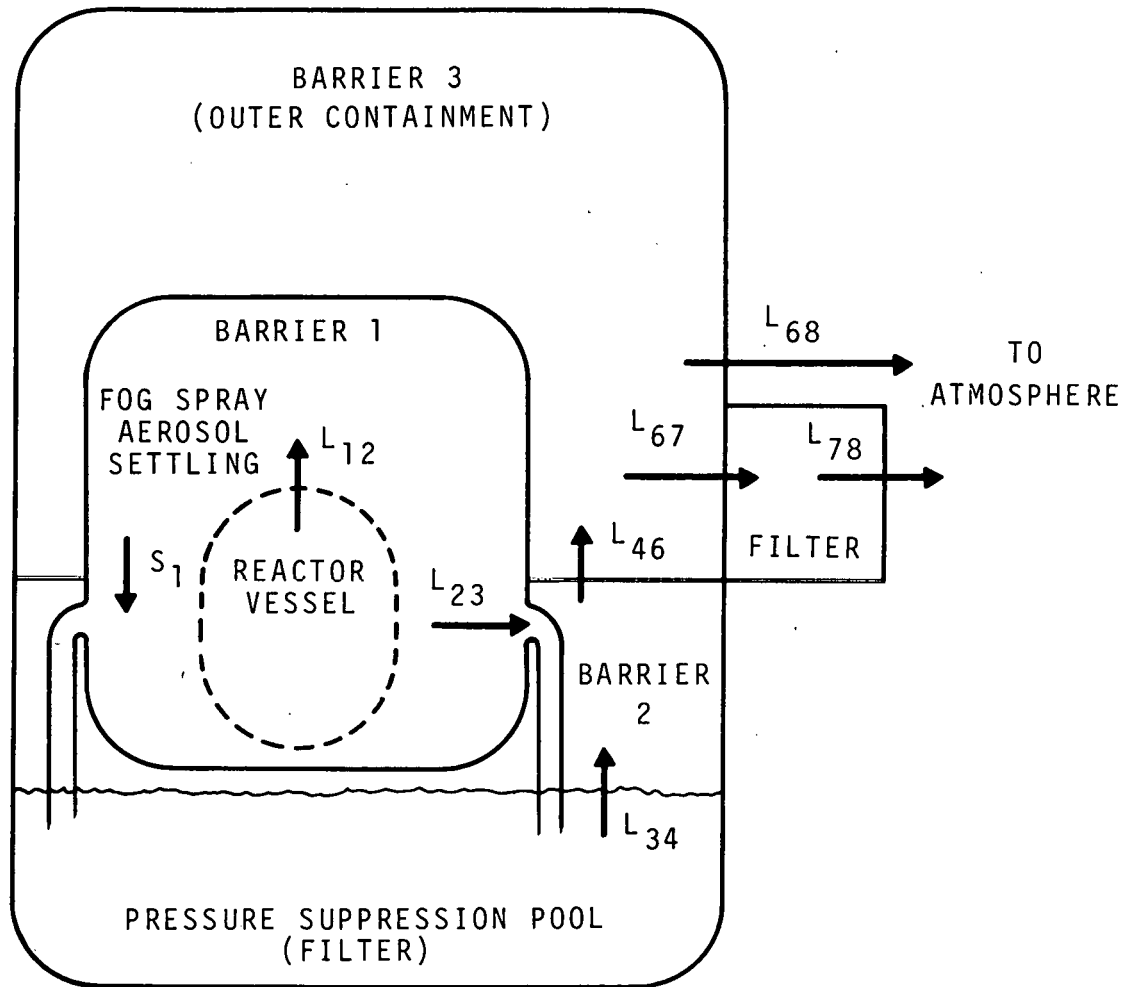 BARRIER 3
(OUTER CONTAINMENT)
BARRIER 1
FOG SPRAY
AEROSOL
SETTLING
L12
S1
REACTOR
VESSEL
L23
L68
TO
ATMOSPHERE
L67
L78
L46
FILTER
BARRIER
2
L34
PRESSURE SUPPRESSION POOL
(FILTER)